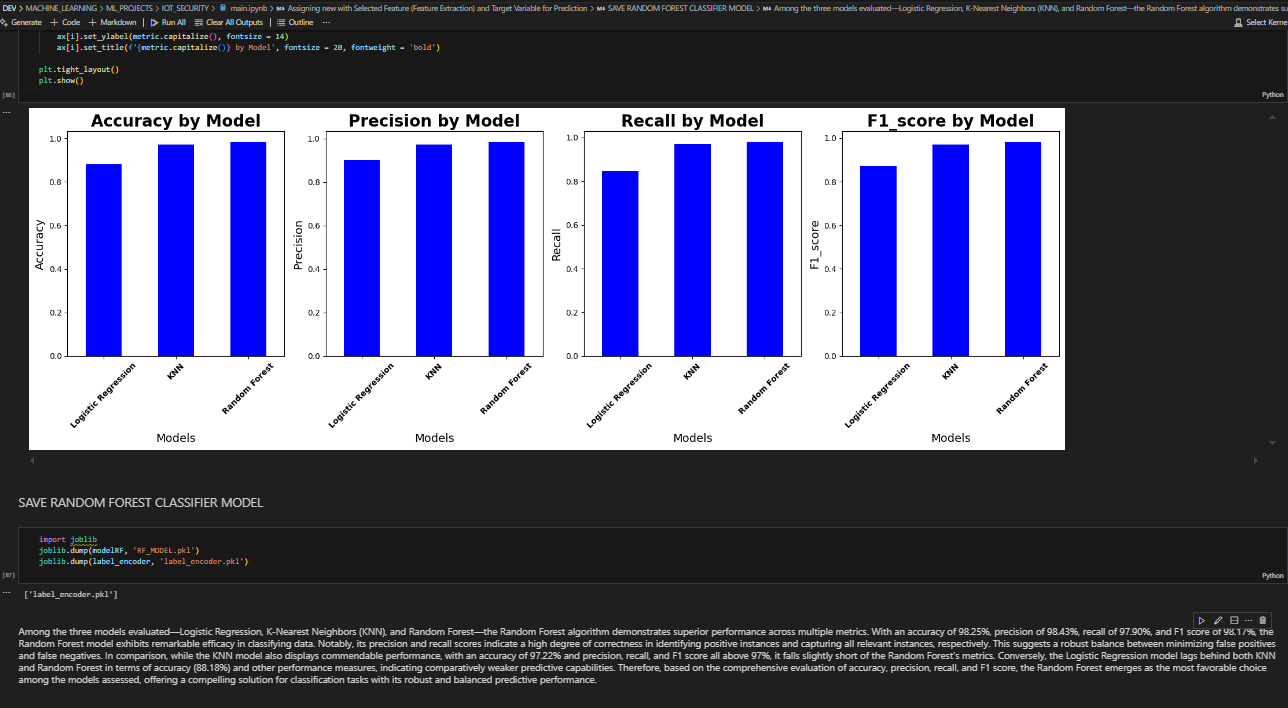 DEV > MACHINE_LEARNING > ML_PROJECTS > IOT_SECURITY > main.ipynb > M↓ Assigning new with Selected Feature (Feature Extraction) and Target Variable for Prediction > M↓ SAVE RANDOM FOREST CLASSIFIER MODEL > M↓ Among the three models evaluated—Logistic Regression, K-Nearest Neighbors (KNN), and Random Forest—the Random Forest algorithm demonstrates su
Generate + Code + Markdown | Run All Clear All Outputs | Outline ... Select Kerne
ax[i].set_ylabel(metric.capitalize(), fontsize = 14)
ax[i].set_title(f'{metric.capitalize()} by Model', fontsize = 20, fontweight = 'bold')
plt.tight_layout()
plt.show()
[86] Python
...
Accuracy by Model
Accuracy
1.0
0.8
0.6
0.4
0.2
0.0
Logistic Regression
KNN
Random Forest
Models
Precision by Model
Precision
1.0
0.8
0.6
0.4
0.2
0.0
Logistic Regression
KNN
Random Forest
Models
Recall by Model
Recall
1.0
0.8
0.6
0.4
0.2
0.0
Logistic Regression
KNN
Random Forest
Models
F1_score by Model
F1_score
1.0
0.8
0.6
0.4
0.2
0.0
Logistic Regression
KNN
Random Forest
Models
SAVE RANDOM FOREST CLASSIFIER MODEL
import joblib
joblib.dump(modelRF, 'RF_MODEL.pkl')
joblib.dump(label_encoder, 'label_encoder.pkl')
[87] Python
... ['label_encoder.pkl']
Among the three models evaluated—Logistic Regression, K-Nearest Neighbors (KNN), and Random Forest—the Random Forest algorithm demonstrates superior performance across multiple metrics. With an accuracy of 98.25%, precision of 98.43%, recall of 97.90%, and F1 score of 98.17%, the
Random Forest model exhibits remarkable efficacy in classifying data. Notably, its precision and recall scores indicate a high degree of correctness in identifying positive instances and capturing all relevant instances, respectively. This suggests a robust balance between minimizing false positives
and false negatives. In comparison, while the KNN model also displays commendable performance, with an accuracy of 97.22% and precision, recall, and F1 score all above 97%, it falls slightly short of the Random Forest's metrics. Conversely, the Logistic Regression model lags behind both KNN
and Random Forest in terms of accuracy (88.18%) and other performance measures, indicating comparatively weaker predictive capabilities. Therefore, based on the comprehensive evaluation of accuracy, precision, recall, and F1 score, the Random Forest emerges as the most favorable choice
among the models assessed, offering a compelling solution for classification tasks with its robust and balanced predictive performance.